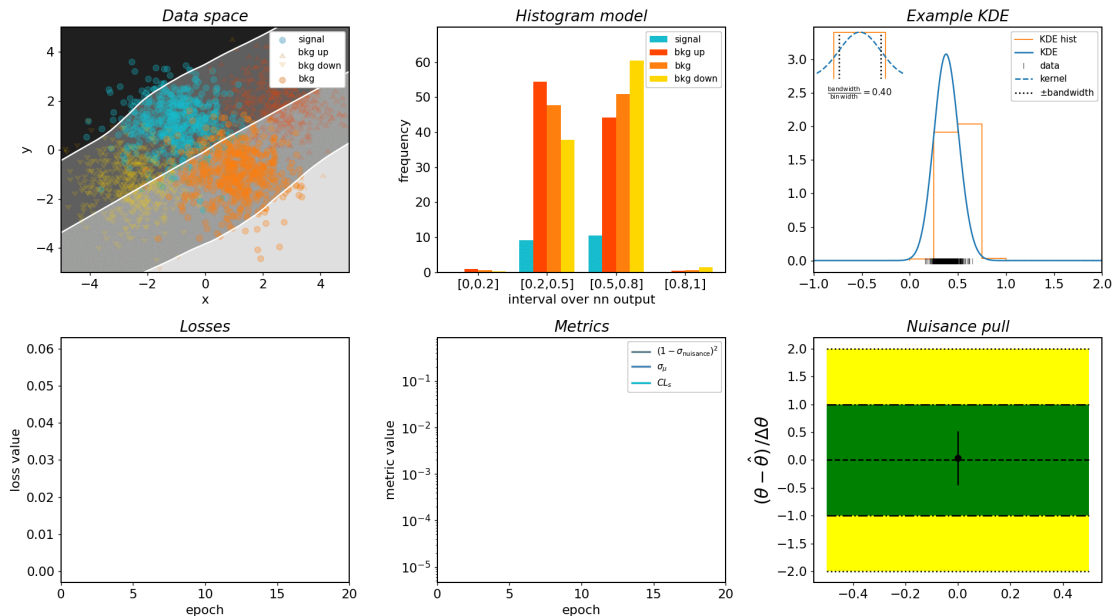 Data space
signal
bkg up
bkg down
bkg
4
2
0
−2
−4
y
−4
−2
0
2
4
x
Histogram model
signal
bkg up
bkg
bkg down
60
50
40
30
20
10
0
frequency
[0,0.2]
[0.2,0.5]
[0.5,0.8]
[0.8,1]
interval over nn output
Example KDE
KDE hist
KDE
data
kernel
±bandwidth
bandwidth
bin width
= 0.40
3.0
2.5
2.0
1.5
1.0
0.5
0.0
−1.0
−0.5
0.0
0.5
1.0
1.5
2.0
Losses
0.06
0.05
0.04
0.03
0.02
0.01
0.00
loss value
0
5
10
15
20
epoch
Metrics
(1 − σnuisance)²
σμ
CLs
10⁻¹
10⁻²
10⁻³
10⁻⁴
10⁻⁵
metric value
0
5
10
15
20
epoch
Nuisance pull
2.0
1.5
1.0
0.5
0.0
−0.5
−1.0
−1.5
−2.0
(θ − θ̂)/Δθ
−0.4
−0.2
0.0
0.2
0.4